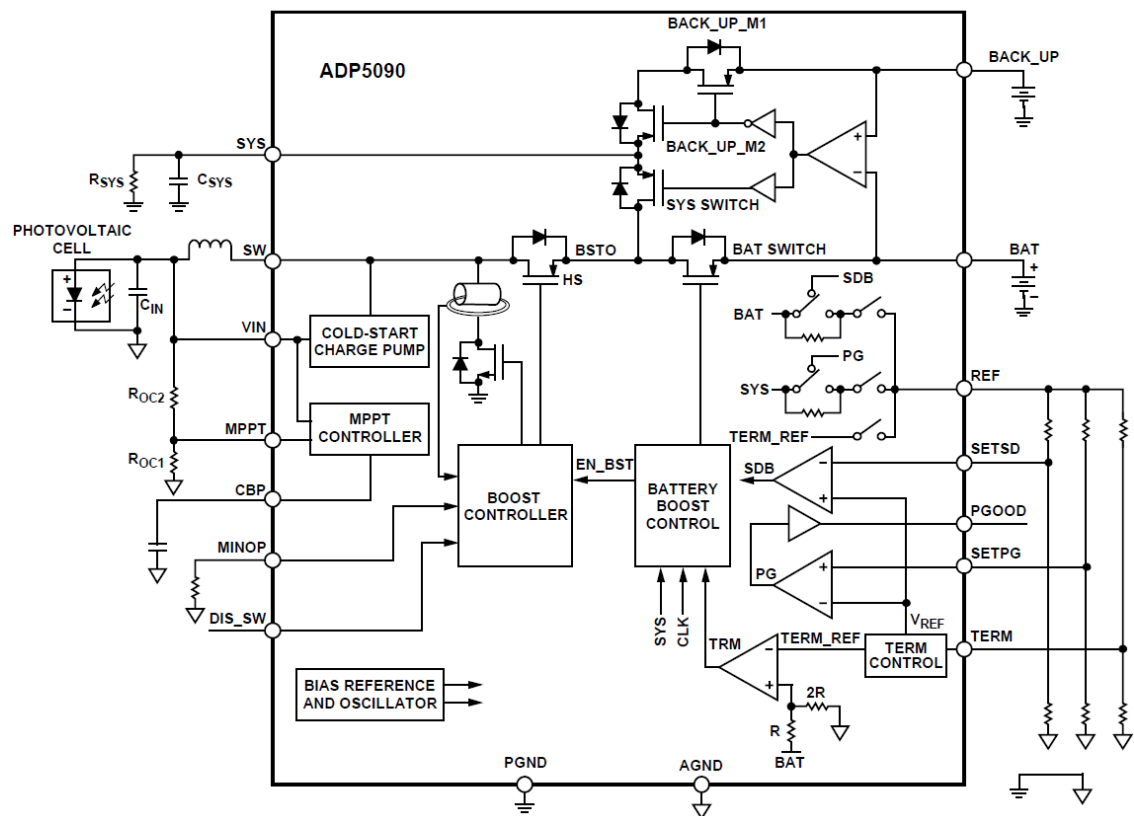 BACK_UP_M1
BACK_UP
ADP5090
SYS
BACK_UP_M2
+
−
RSYS
CSYS
SYS SWITCH
PHOTOVOLTAIC
CELL
SW
BSTO
BAT SWITCH
BAT
HS
+
−
+
−
CIN
SDB
BAT
VIN
COLD-START
CHARGE PUMP
PG
SYS
REF
ROC2
MPPT
MPPT
CONTROLLER
TERM_REF
ROC1
SETSD
EN_BST
SDB
−
+
CBP
BOOST
CONTROLLER
BATTERY
BOOST
CONTROL
PGOOD
MINOP
SETPG
PG
+
−
DIS_SW
SYS
CLK
TRM
VREF
TERM_REF
TERM
CONTROL
TERM
−
+
2R
R
BAT
BIAS REFERENCE
AND OSCILLATOR
PGND
AGND